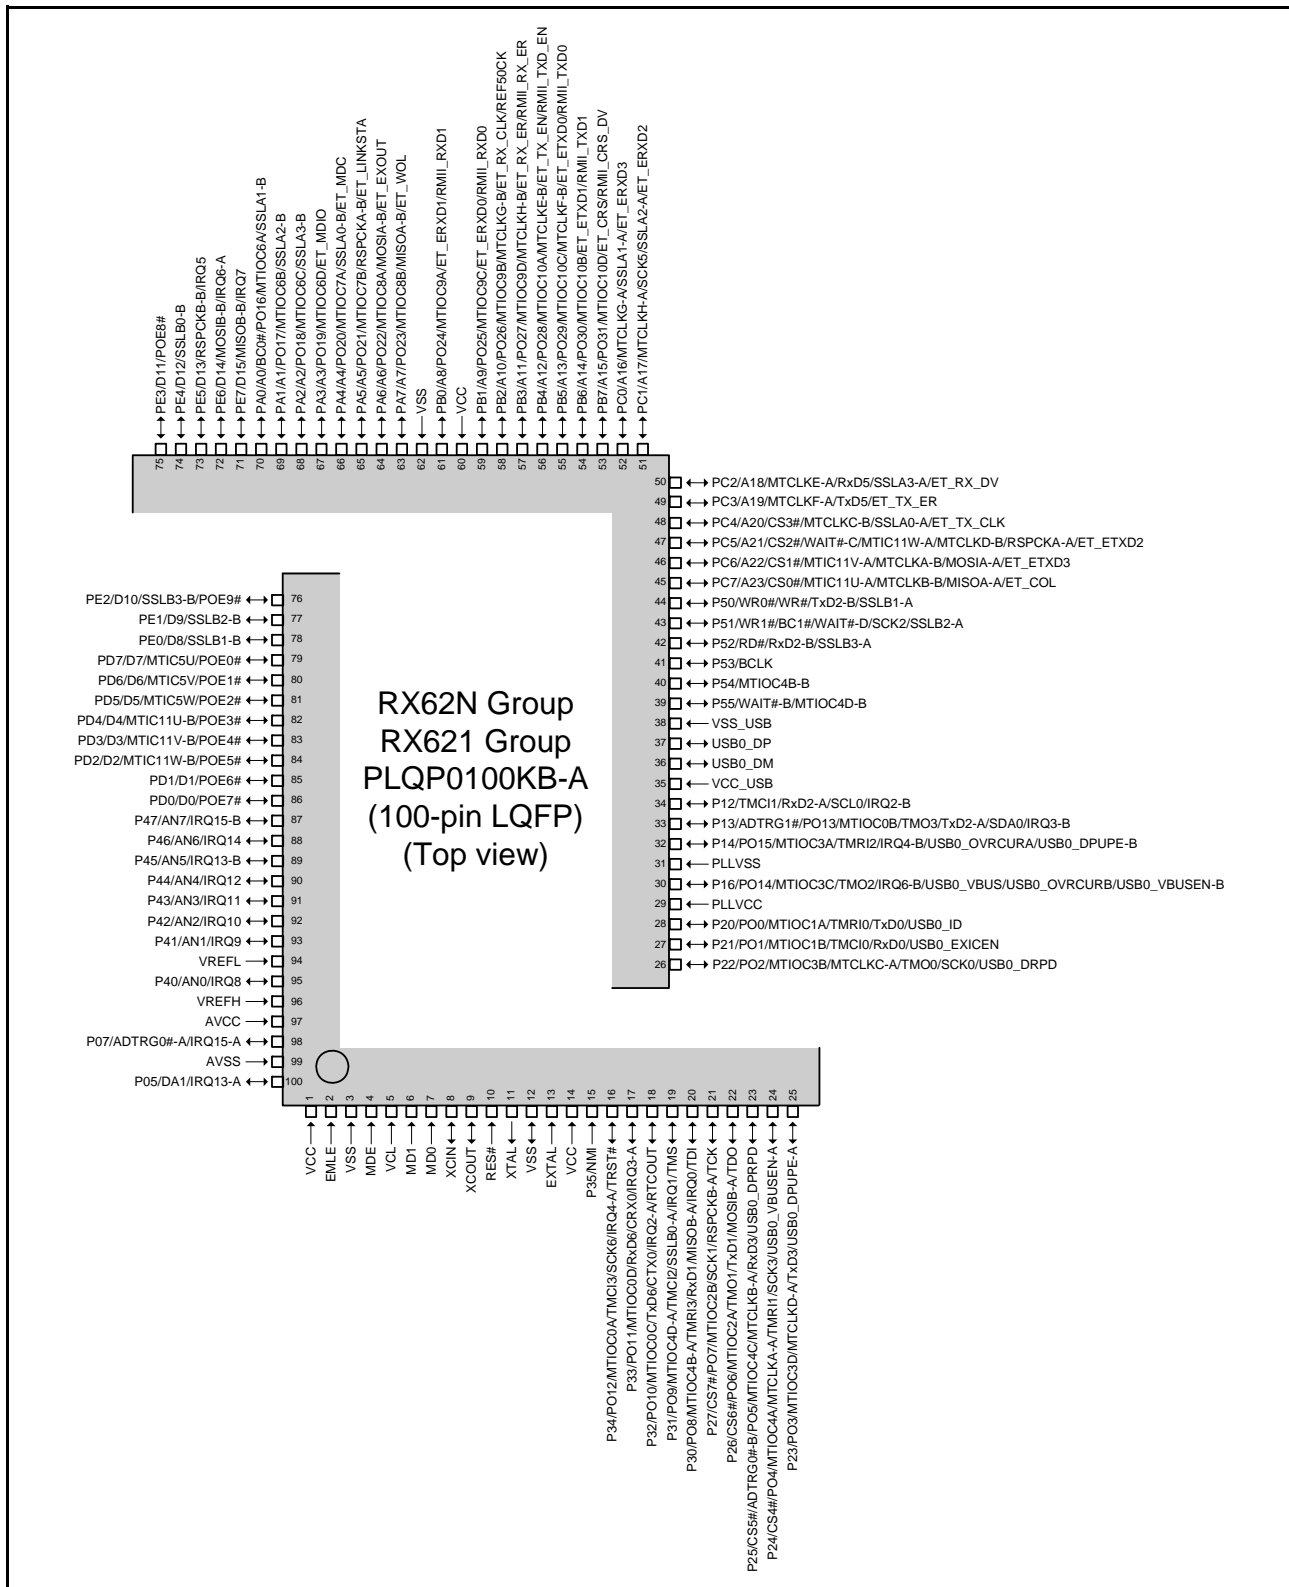 PE3/D11/POE8#
PE4/D12/SSLB0-B
PE5/D13/RSPCKB-B/IRQ5
PE6/D14/MOSIB-B/IRQ6-A
PE7/D15/MISOB-B/IRQ7
PA0/A0/BC0#/PO16/MTIOC6A/SSLA1-B
PA1/A1/PO17/MTIOC6B/SSLA2-B
PA2/A2/PO18/MTIOC6C/SSLA3-B
PA3/A3/PO19/MTIOC6D/ET_MDIO
PA4/A4/PO20/MTIOC7A/SSLA0-B/ET_MDC
PA5/A5/PO21/MTIOC7B/RSPCKA-B/ET_LINKSTA
PA6/A6/PO22/MTIOC8A/MOSIA-B/ET_EXOUT
PA7/A7/PO23/MTIOC8B/MISOA-B/ET_WOL
VSS
PB0/A8/PO24/MTIOC9A/ET_ERXD1/RMII_RXD1
VCC
PB1/A9/PO25/MTIOC9C/ET_ERXD0/RMII_RXD0
PB2/A10/PO26/MTIOC9B/MTCLKG-B/ET_RX_CLK/REF50CK
PB3/A11/PO27/MTIOC9D/MTCLKH-B/ET_RX_ER/RMII_RX_ER
PB4/A12/PO28/MTIOC10A/MTCLKE-B/ET_TX_EN/RMII_TXD_EN
PB5/A13/PO29/MTIOC10C/MTCLKF-B/ET_ETXD0/RMII_TXD0
PB6/A14/PO30/MTIOC10B/ET_ETXD1/RMII_TXD1
PB7/A15/PO31/MTIOC10D/ET_CRS/RMII_CRS_DV
PC0/A16/MTCLKG-A/SSLA1-A/ET_ERXD3
PC1/A17/MTCLKH-A/SCK5/SSLA2-A/ET_ERXD2
75 74 73 72 71 70 69 68 67 66 65 64 63 62 61 60 59 58 57 56 55 54 53 52 51
50 PC2/A18/MTCLKE-A/RxD5/SSLA3-A/ET_RX_DV
49 PC3/A19/MTCLKF-A/TxD5/ET_TX_ER
48 PC4/A20/CS3#/MTCLKC-B/SSLA0-A/ET_TX_CLK
47 PC5/A21/CS2#/WAIT#-C/MTIC11W-A/MTCLKD-B/RSPCKA-A/ET_ETXD2
46 PC6/A22/CS1#/MTIC11V-A/MTCLKA-B/MOSIA-A/ET_ETXD3
45 PC7/A23/CS0#/MTIC11U-A/MTCLKB-B/MISOA-A/ET_COL
44 P50/WR0#/WR#/TxD2-B/SSLB1-A
43 P51/WR1#/BC1#/WAIT#-D/SCK2/SSLB2-A
42 P52/RD#/RxD2-B/SSLB3-A
41 P53/BCLK
40 P54/MTIOC4B-B
39 P55/WAIT#-B/MTIOC4D-B
38 VSS_USB
37 USB0_DP
36 USB0_DM
35 VCC_USB
34 P12/TMCI1/RxD2-A/SCL0/IRQ2-B
33 P13/ADTRG1#/PO13/MTIOC0B/TMO3/TxD2-A/SDA0/IRQ3-B
32 P14/PO15/MTIOC3A/TMRI2/IRQ4-B/USB0_OVRCURA/USB0_DPUPE-B
31 PLLVSS
30 P16/PO14/MTIOC3C/TMO2/IRQ6-B/USB0_VBUS/USB0_OVRCURB/USB0_VBUSEN-B
29 PLLVCC
28 P20/PO0/MTIOC1A/TMRI0/TxD0/USB0_ID
27 P21/PO1/MTIOC1B/TMCI0/RxD0/USB0_EXICEN
26 P22/PO2/MTIOC3B/MTCLKC-A/TMO0/SCK0/USB0_DRPD
PE2/D10/SSLB3-B/POE9# 76
PE1/D9/SSLB2-B 77
PE0/D8/SSLB1-B 78
PD7/D7/MTIC5U/POE0# 79
PD6/D6/MTIC5V/POE1# 80
PD5/D5/MTIC5W/POE2# 81
PD4/D4/MTIC11U-B/POE3# 82
PD3/D3/MTIC11V-B/POE4# 83
PD2/D2/MTIC11W-B/POE5# 84
PD1/D1/POE6# 85
PD0/D0/POE7# 86
P47/AN7/IRQ15-B 87
P46/AN6/IRQ14 88
P45/AN5/IRQ13-B 89
P44/AN4/IRQ12 90
P43/AN3/IRQ11 91
P42/AN2/IRQ10 92
P41/AN1/IRQ9 93
VREFL 94
P40/AN0/IRQ8 95
VREFH 96
AVCC 97
P07/ADTRG0#-A/IRQ15-A 98
AVSS 99
P05/DA1/IRQ13-A 100
RX62N Group
RX621 Group
PLQP0100KB-A
(100-pin LQFP)
(Top view)
1 2 3 4 5 6 7 8 9 10 11 12 13 14 15 16 17 18 19 20 21 22 23 24 25
VCC
EMLE
VSS
MDE
VCL
MD1
MD0
XCIN
XCOUT
RES#
XTAL
VSS
EXTAL
VCC
P35/NMI
P34/PO12/MTIOC0A/TMCI3/SCK6/IRQ4-A/TRST#
P33/PO11/MTIOC0D/RxD6/CRX0/IRQ3-A
P32/PO10/MTIOC0C/TxD6/CTX0/IRQ2-A/RTCOUT
P31/PO9/MTIOC4D-A/TMCI2/SSLB0-A/IRQ1/TMS
P30/PO8/MTIOC4B-A/TMRI3/RxD1/MISOB-A/IRQ0/TDI
P27/CS7#/PO7/MTIOC2B/SCK1/RSPCKB-A/TCK
P26/CS6#/PO6/MTIOC2A/TMO1/TxD1/MOSIB-A/TDO
P25/CS5#/ADTRG0#-B/PO5/MTIOC4C/MTCLKB-A/RxD3/USB0_DPRPD
P24/CS4#/PO4/MTIOC4A/MTCLKA-A/TMRI1/SCK3/USB0_VBUSEN-A
P23/PO3/MTIOC3D/MTCLKD-A/TxD3/USB0_DPUPE-A